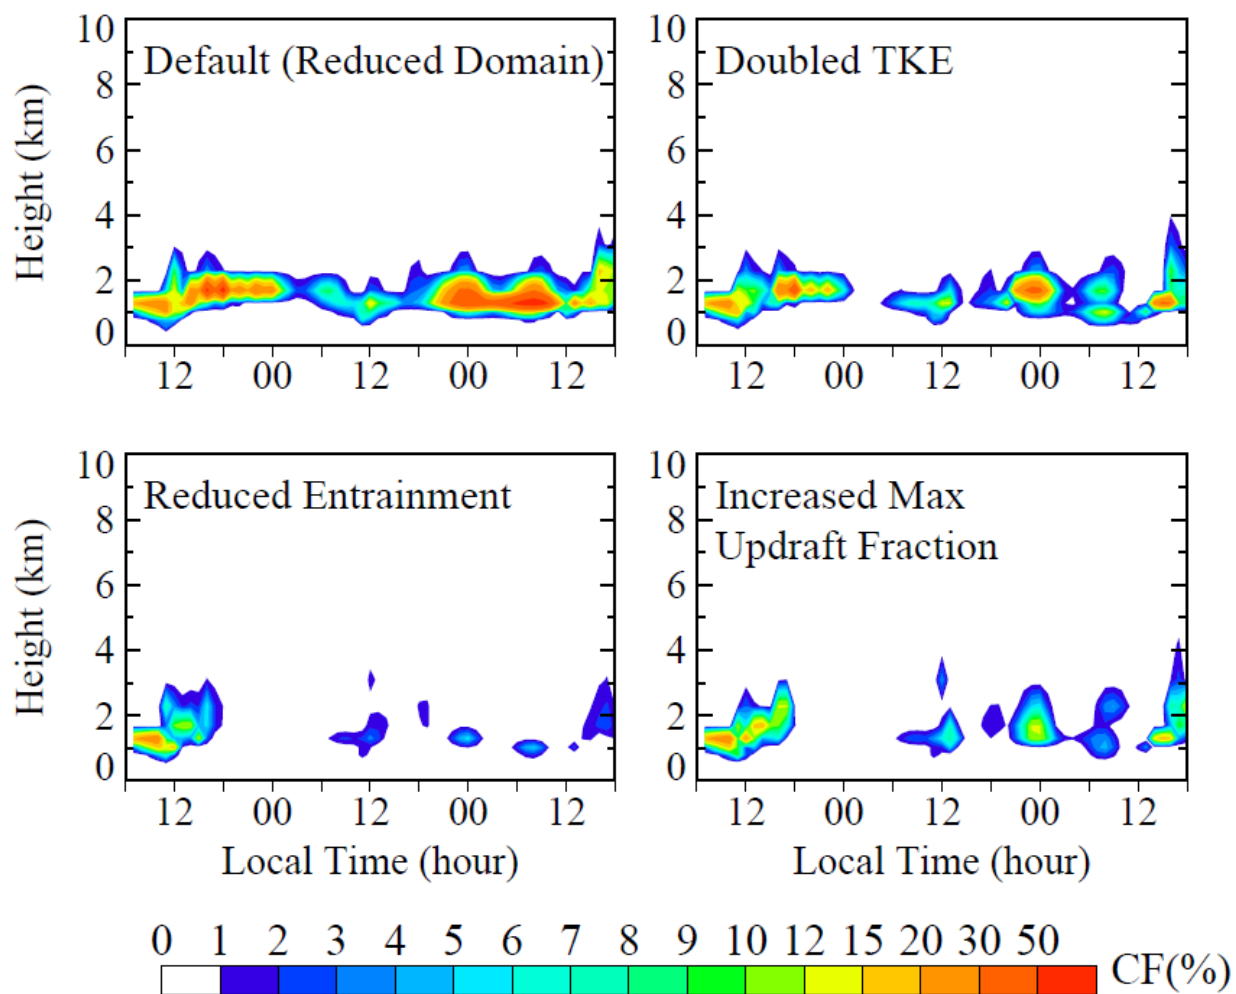 Default (Reduced Domain)
Doubled TKE
10
8
6
4
2
0
Height (km)
12 00 12 00 12
10
8
6
4
2
0
12 00 12 00 12
Reduced Entrainment
Increased Max
Updraft Fraction
10
8
6
4
2
0
Height (km)
12 00 12 00 12
Local Time (hour)
10
8
6
4
2
0
12 00 12 00 12
Local Time (hour)
0 1 2 3 4 5 6 7 8 9 10 12 15 20 30 50
CF(%)